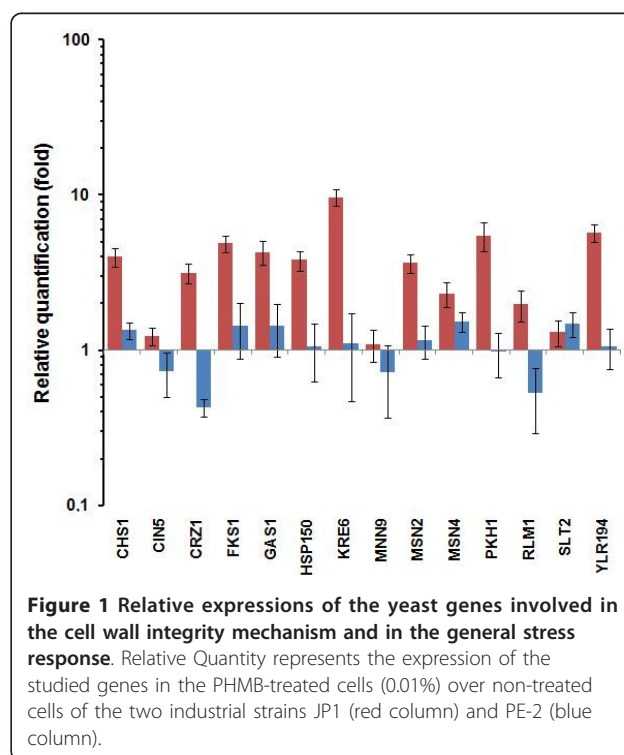 100
10
1
0.1
Relative quantification (fold)
CHS1
CIN5
CRZ1
FKS1
GAS1
HSP150
KRE6
MNN9
MSN2
MSN4
PKH1
RLM1
SLT2
YLR194
Figure 1 Relative expressions of the yeast genes involved in
the cell wall integrity mechanism and in the general stress
response. Relative Quantity represents the expression of the
studied genes in the PHMB-treated cells (0.01%) over non-treated
cells of the two industrial strains JP1 (red column) and PE-2 (blue
column).